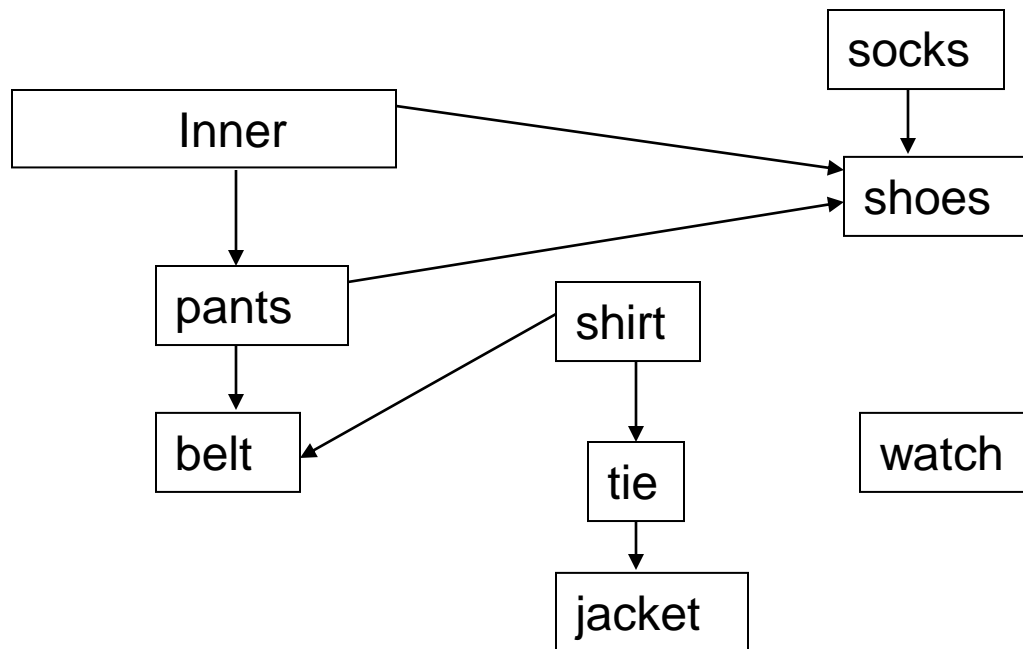 socks
Inner
shoes
pants
shirt
belt
tie
watch
jacket